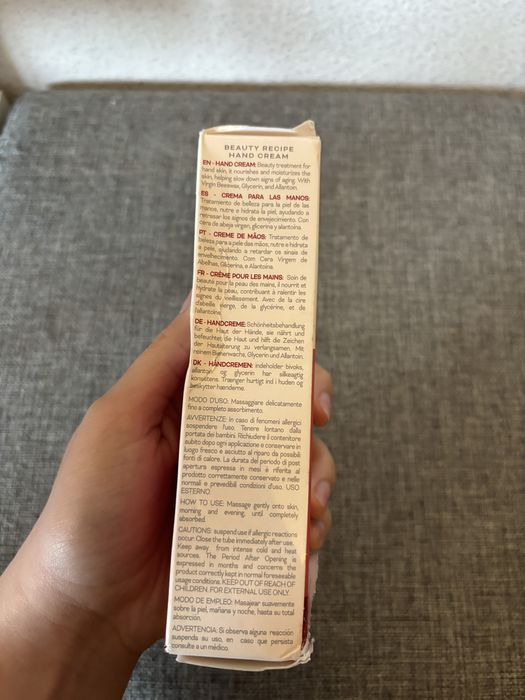 BEAUTY RECIPE
HAND CREAM
EN - HAND CREAM: Beauty treatment for
hand skin, it nourishes and moisturizes the
skin, helping slow down signs of aging. With
Virgin Beeswax, Glycerin, and Allantoin.
ES - CREMA PARA LAS MANOS:
Tratamiento de belleza para la piel de las
manos, nutre e hidrata la piel, ayudando a
retrasar los signos de envejecimiento. Con
cera de abeja virgen, glicerina y alantoína.
PT - CREME DE MÃOS: Tratamento de
beleza para a pele das mãos, nutre e hidrata
a pele, ajudando a retardar os sinais de
envelhecimento. Com Cera Virgem de
Abelhas, Glicerina, e Alantoína.
FR - CRÈME POUR LES MAINS: Soin de
beauté pour la peau des mains, il nourrit et
hydrate la peau, contribuant à ralentir les
signes du vieillissement. Avec de la cire
d'abeille vierge, de la glycérine, et de
l'allantoïne.
DE - HANDCREME: Schönheitsbehandlung
für die Haut der Hände, sie nährt und
befeuchtet die Haut und hilft die Zeichen
der Hautalterung zu verlangsamen. Mit
reinem Bienenwachs, Glycerin und Allantoin.
DK - HÅNDCREMEN: indeholder bivoks,
allantoin og glycerin har silkeagtig
konsistens. Trænger hurtigt ind i huden og
beskytter hænderne.
MODO D'USO: Massaggiare delicatamente
fino a completo assorbimento.
AVVERTENZE: In caso di fenomeni allergici
sospendere l'uso. Tenere lontano dalla
portata dei bambini. Richiudere il contenitore
subito dopo ogni applicazione e conservare in
luogo fresco e asciutto al riparo da possibili
fonti di calore. La durata del periodo di post
apertura espressa in mesi è riferita al
prodotto correttamente conservato e nelle
normali e prevedibili condizioni d'uso. USO
ESTERNO
HOW TO USE: Massage gently onto skin,
morning and evening, until completely
absorbed.
CAUTIONS: suspend use if allergic reactions
occur. Close the tube immediately after use.
Keep away from intense cold and heat
sources. The Period After Opening is
expressed in months and concerns the
product correctly kept in normal foreseeable
usage conditions. KEEP OUT OF REACH OF
CHILDREN. FOR EXTERNAL USE ONLY.
MODO DE EMPLEO: Masajear suavemente
sobre la piel, mañana y noche, hasta su total
absorción.
ADVERTENCIA: Si observa alguna reacción
suspenda su uso, en caso que persista
consulte a un médico.